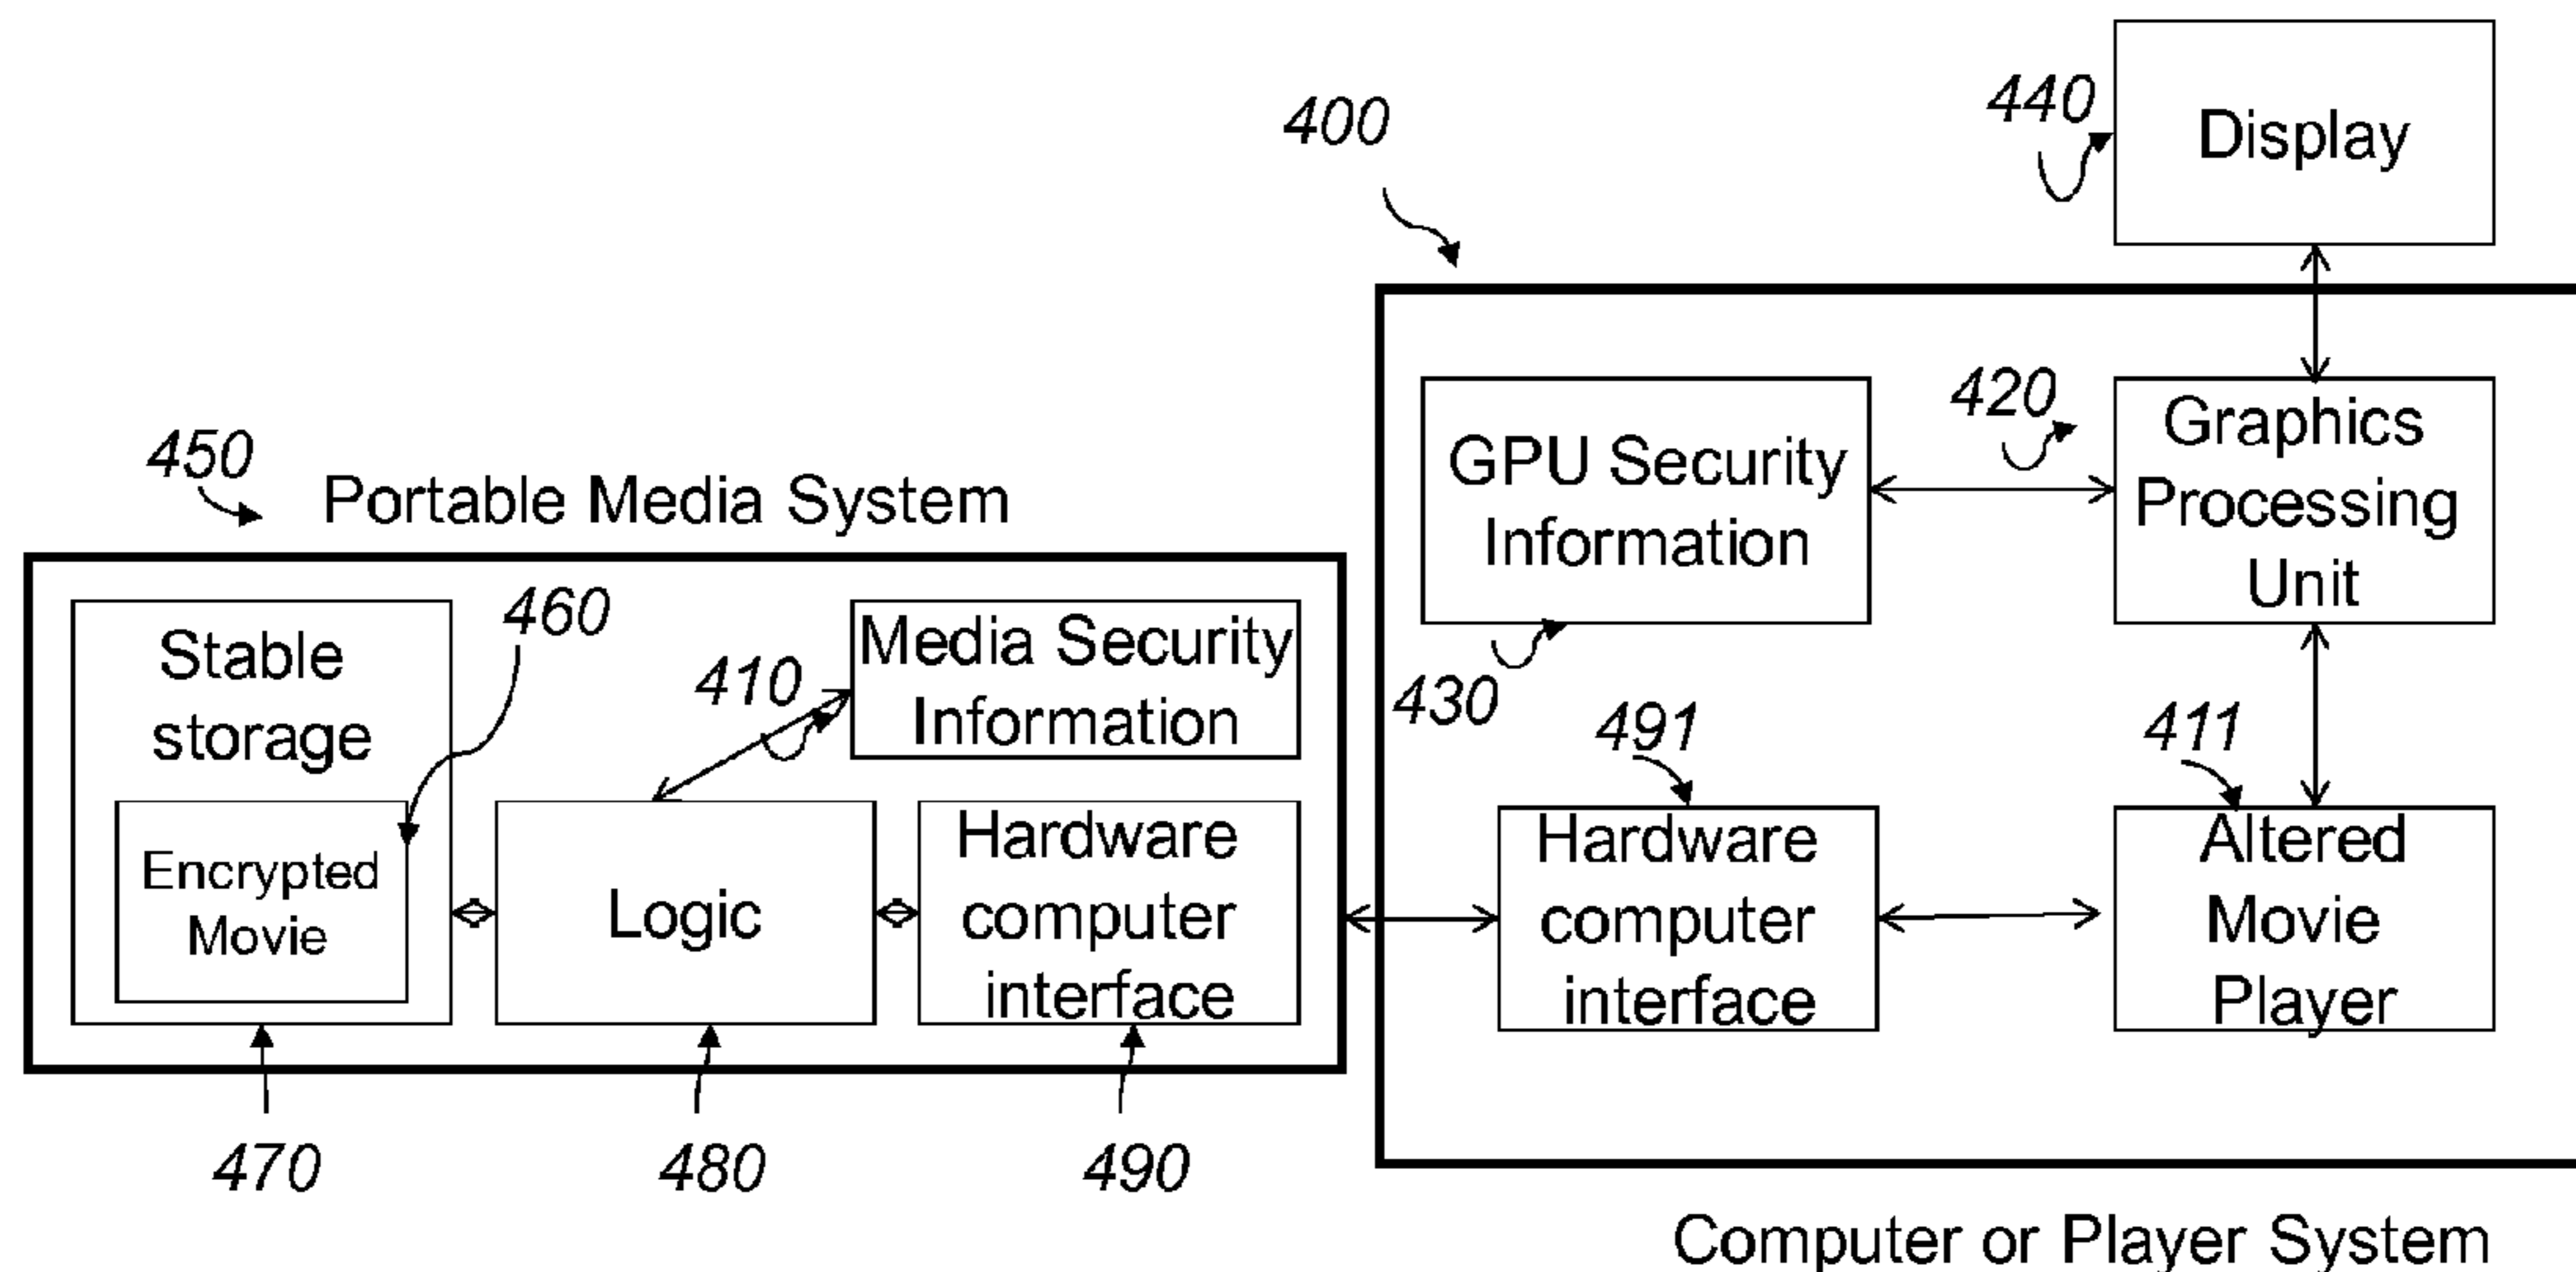 440
Display
400
420
Graphics
Processing
Unit
GPU Security
Information
430
450
Portable Media System
460
Stable
storage
410
Media Security
Information
491
411
Encrypted
Movie
Logic
Hardware
computer
interface
Hardware
computer
interface
Altered
Movie
Player
470
480
490
Computer or Player System